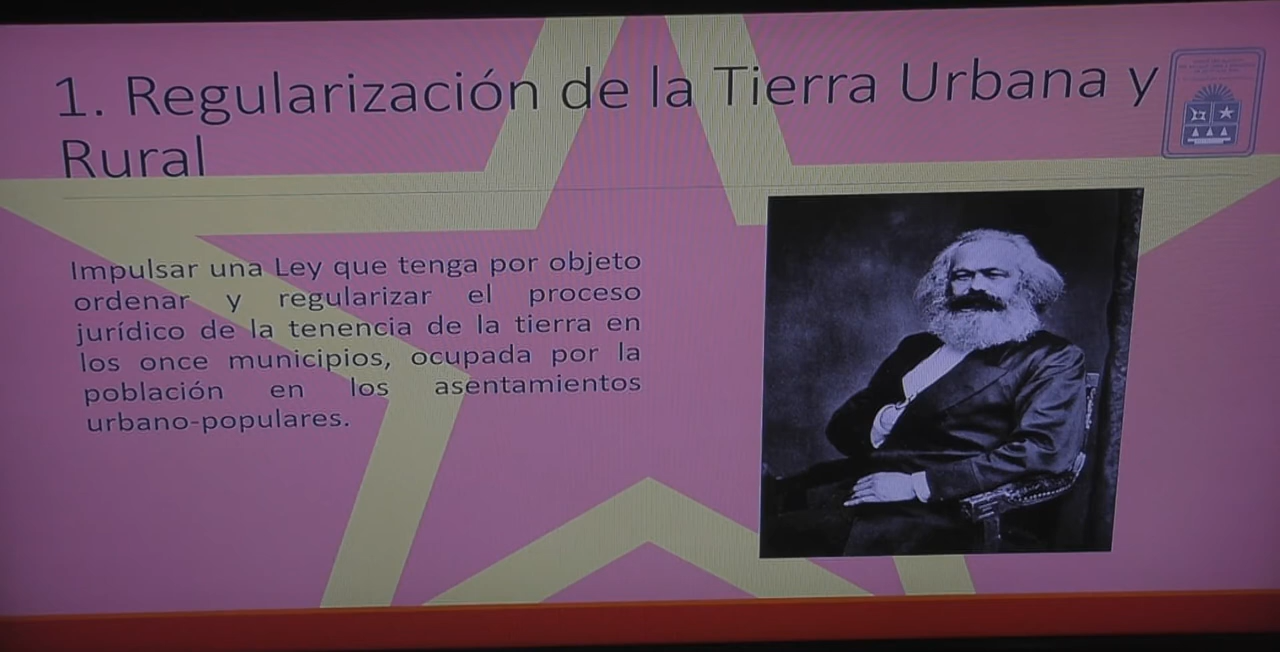 1. Regularización de la Tierra Urbana y
Rural
Impulsar una Ley que tenga por objeto
ordenar y regularizar el proceso
jurídico de la tenencia de la tierra en
los once municipios, ocupada por la
población en los asentamientos
urbano-populares.